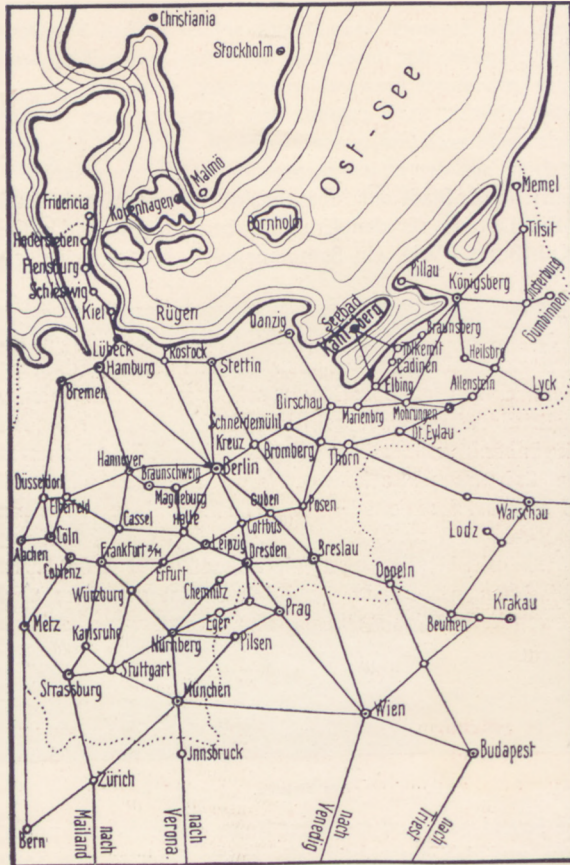 Christiania
Stockholm
Ost-See
Malmö
Memel
Fridericia
Kopenhagen
Tilsit
Bornholm
Hadersleben
Flensburg
Pillau
Insterburg
Schleswig
Königsberg
Gumbinnen.
Kiel
Rügen
Seebad
Kahlberg
Danzig
Braunsberg
Lübeck
Rostock
Tolkemit
Heilsbrg
Hamburg
Stettin
Cadinen
Bremen
Elbing
Allenstein
Lyck
Dirschau
Marienbrg
Mohrungen
Schneidemühl
Kreuz
Bromberg
Thorn
Dt. Eylau
Hannover
Braunschweig
Berlin
Düsseldorf
Elberfeld
Magdeburg
Guben
Posen
Warschau
Cassel
Halle
Cottbus
Lodz
Cöln
Aachen
Leipzig
Coblenz
Frankfurt a/M
Erfurt
Dresden
Breslau
Oppeln
Würzburg
Chemnitz
Krakau
Metz
Eger
Prag
Beuthen
Karlsruhe
Nürnberg
Pilsen
Stuttgart
Strassburg
München
Wien
Innsbruck
Budapest
Zürich
Bern
nach
Mailand
nach
Verona.
nach
Venedig
nach
Triest